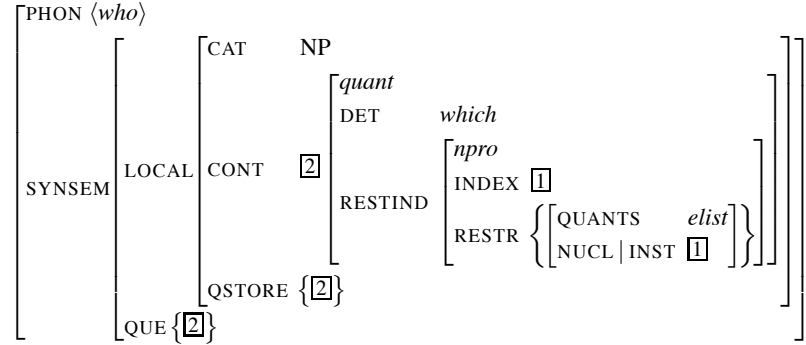 PHON ⟨who⟩
CAT NP
quant
DET which
npro
SYNSEM LOCAL CONT 2 RESTIND INDEX 1
RESTR { QUANTS elist
NUCL | INST 1 }
QSTORE {2}
QUE {2}